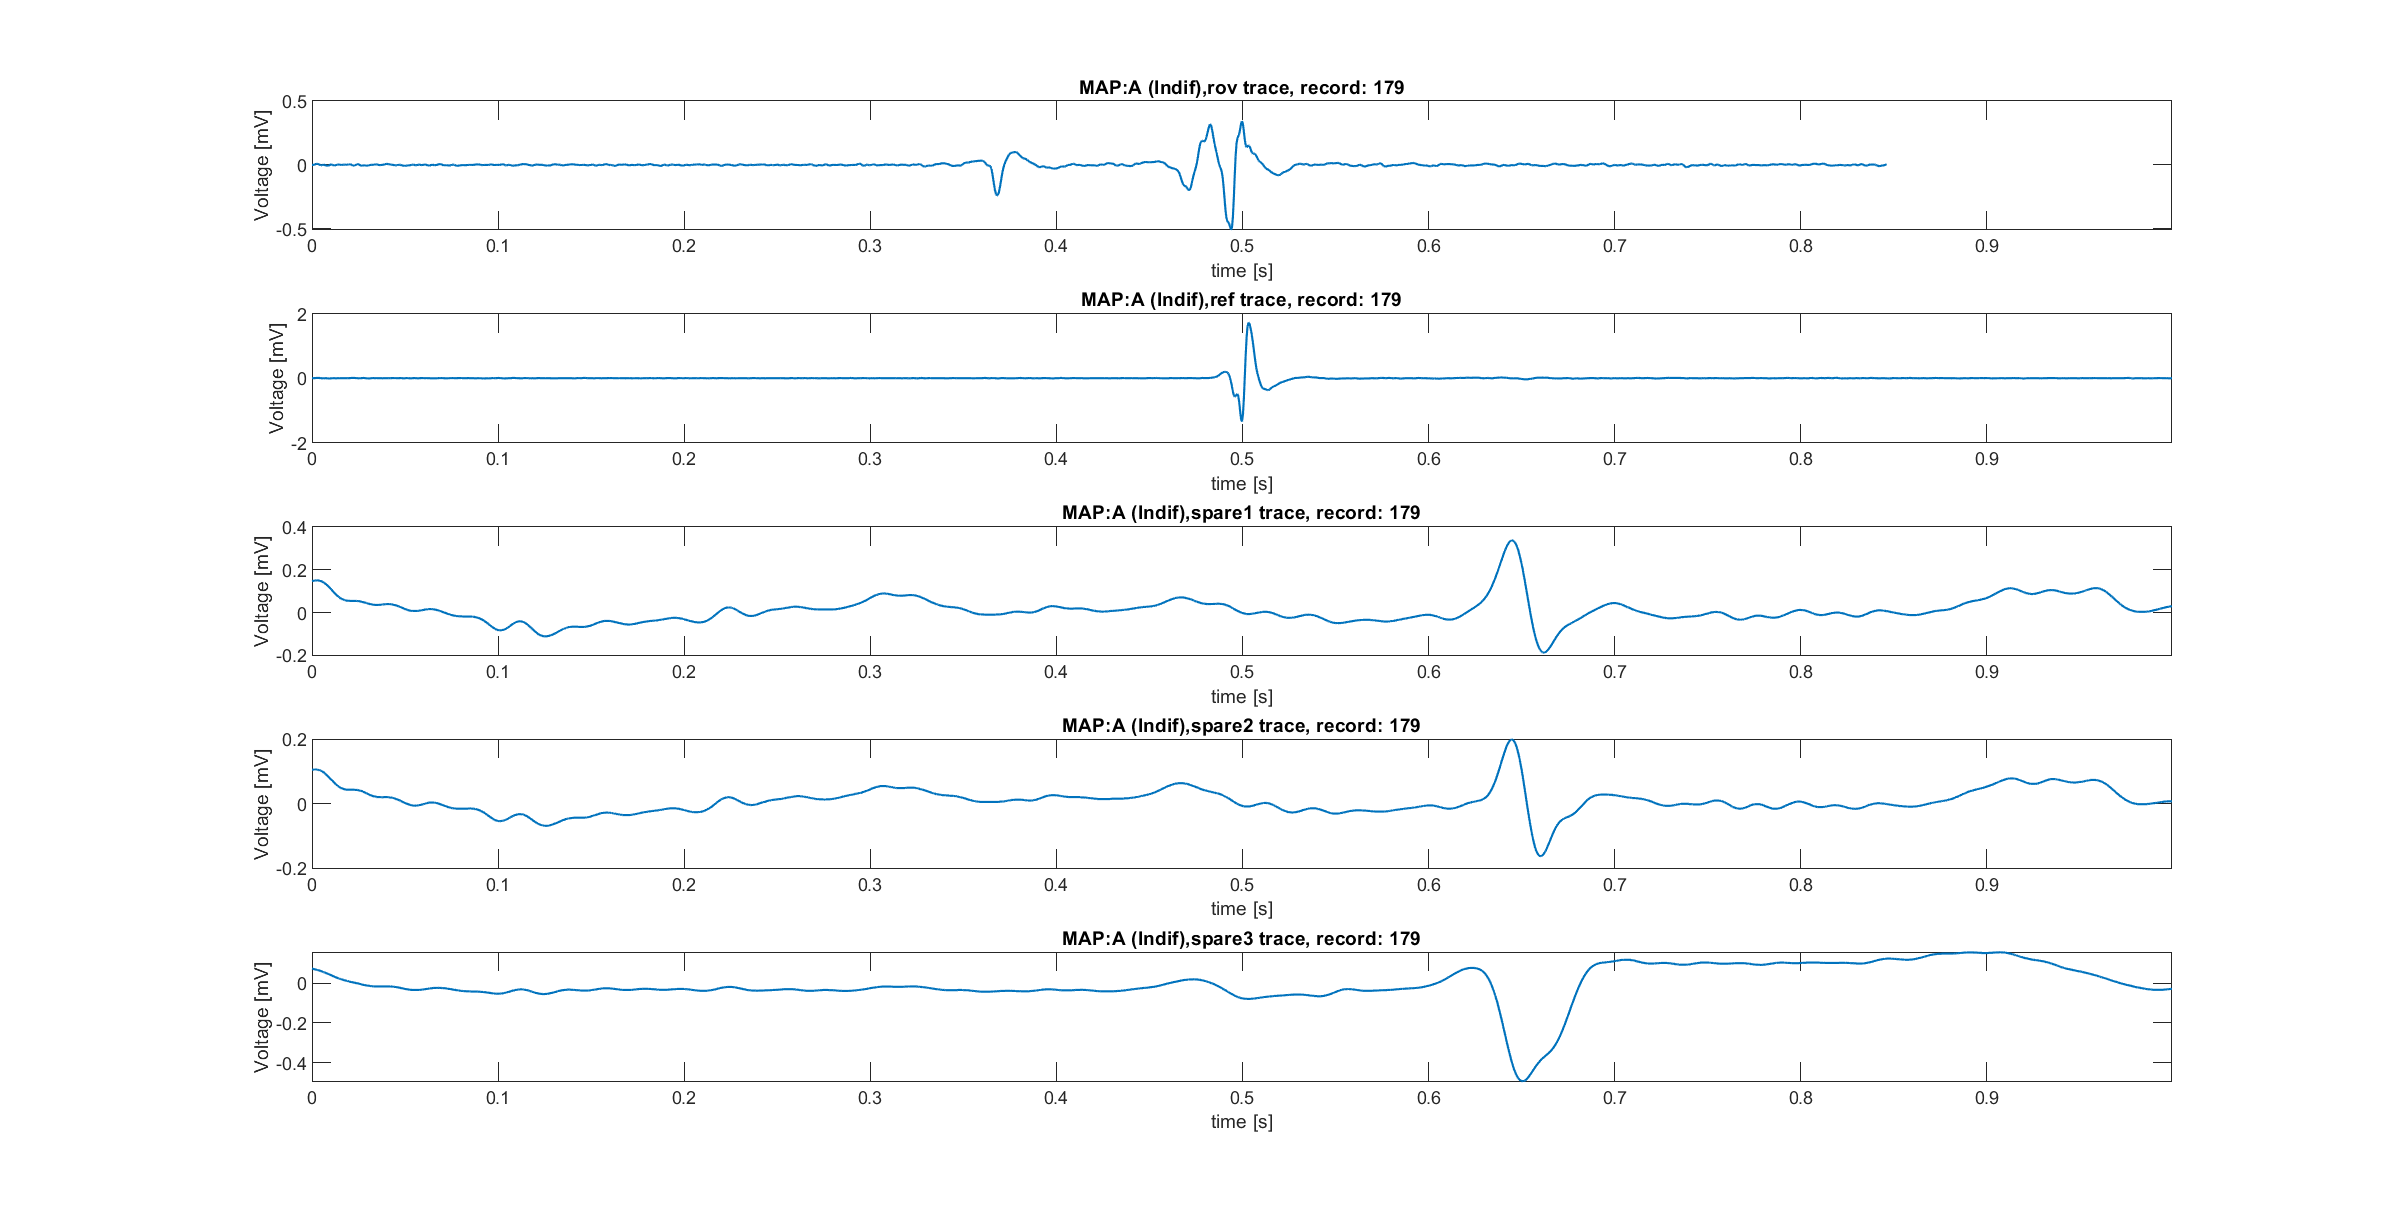 MAP:A (Indif),rov trace, record: 179
Voltage [mV]
0.5
0
-0.5
0 0.1 0.2 0.3 0.4 0.5 0.6 0.7 0.8 0.9
time [s]
MAP:A (Indif),ref trace, record: 179
Voltage [mV]
2
0
-2
0 0.1 0.2 0.3 0.4 0.5 0.6 0.7 0.8 0.9
time [s]
MAP:A (Indif),spare1 trace, record: 179
Voltage [mV]
0.4
0.2
0
-0.2
0 0.1 0.2 0.3 0.4 0.5 0.6 0.7 0.8 0.9
time [s]
MAP:A (Indif),spare2 trace, record: 179
Voltage [mV]
0.2
0
-0.2
0 0.1 0.2 0.3 0.4 0.5 0.6 0.7 0.8 0.9
time [s]
MAP:A (Indif),spare3 trace, record: 179
Voltage [mV]
0
-0.2
-0.4
0 0.1 0.2 0.3 0.4 0.5 0.6 0.7 0.8 0.9
time [s]